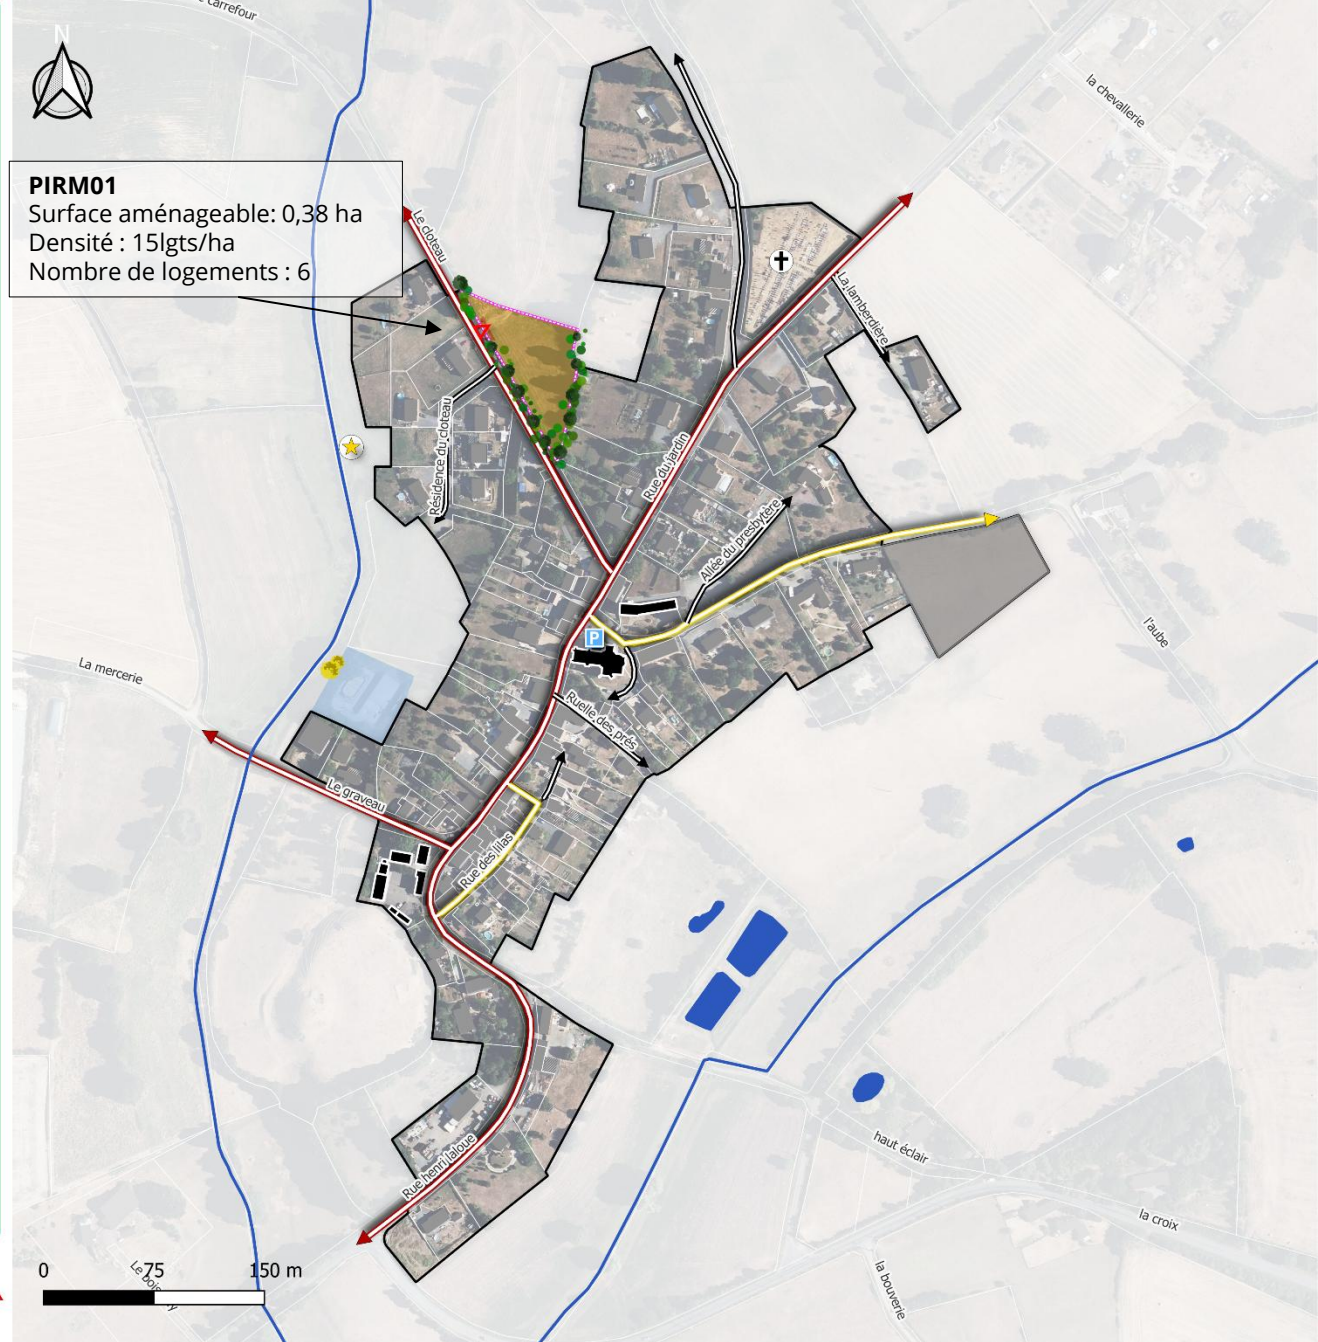 carrefour
N
la chevallerie
PIRM01
Surface aménageable: 0,38 ha
Densité : 15lgts/ha
Nombre de logements : 6
Le cloteau
La lamberdière
Résidence du cloteau
Rue du jardin
Allée du presbytère
P
l'aube
La mercerie
Ruelle des prés
Le graveau
Rue des lilas
haut éclair
Rue henri laloue
la croix
la bouverie
0 75 150 m